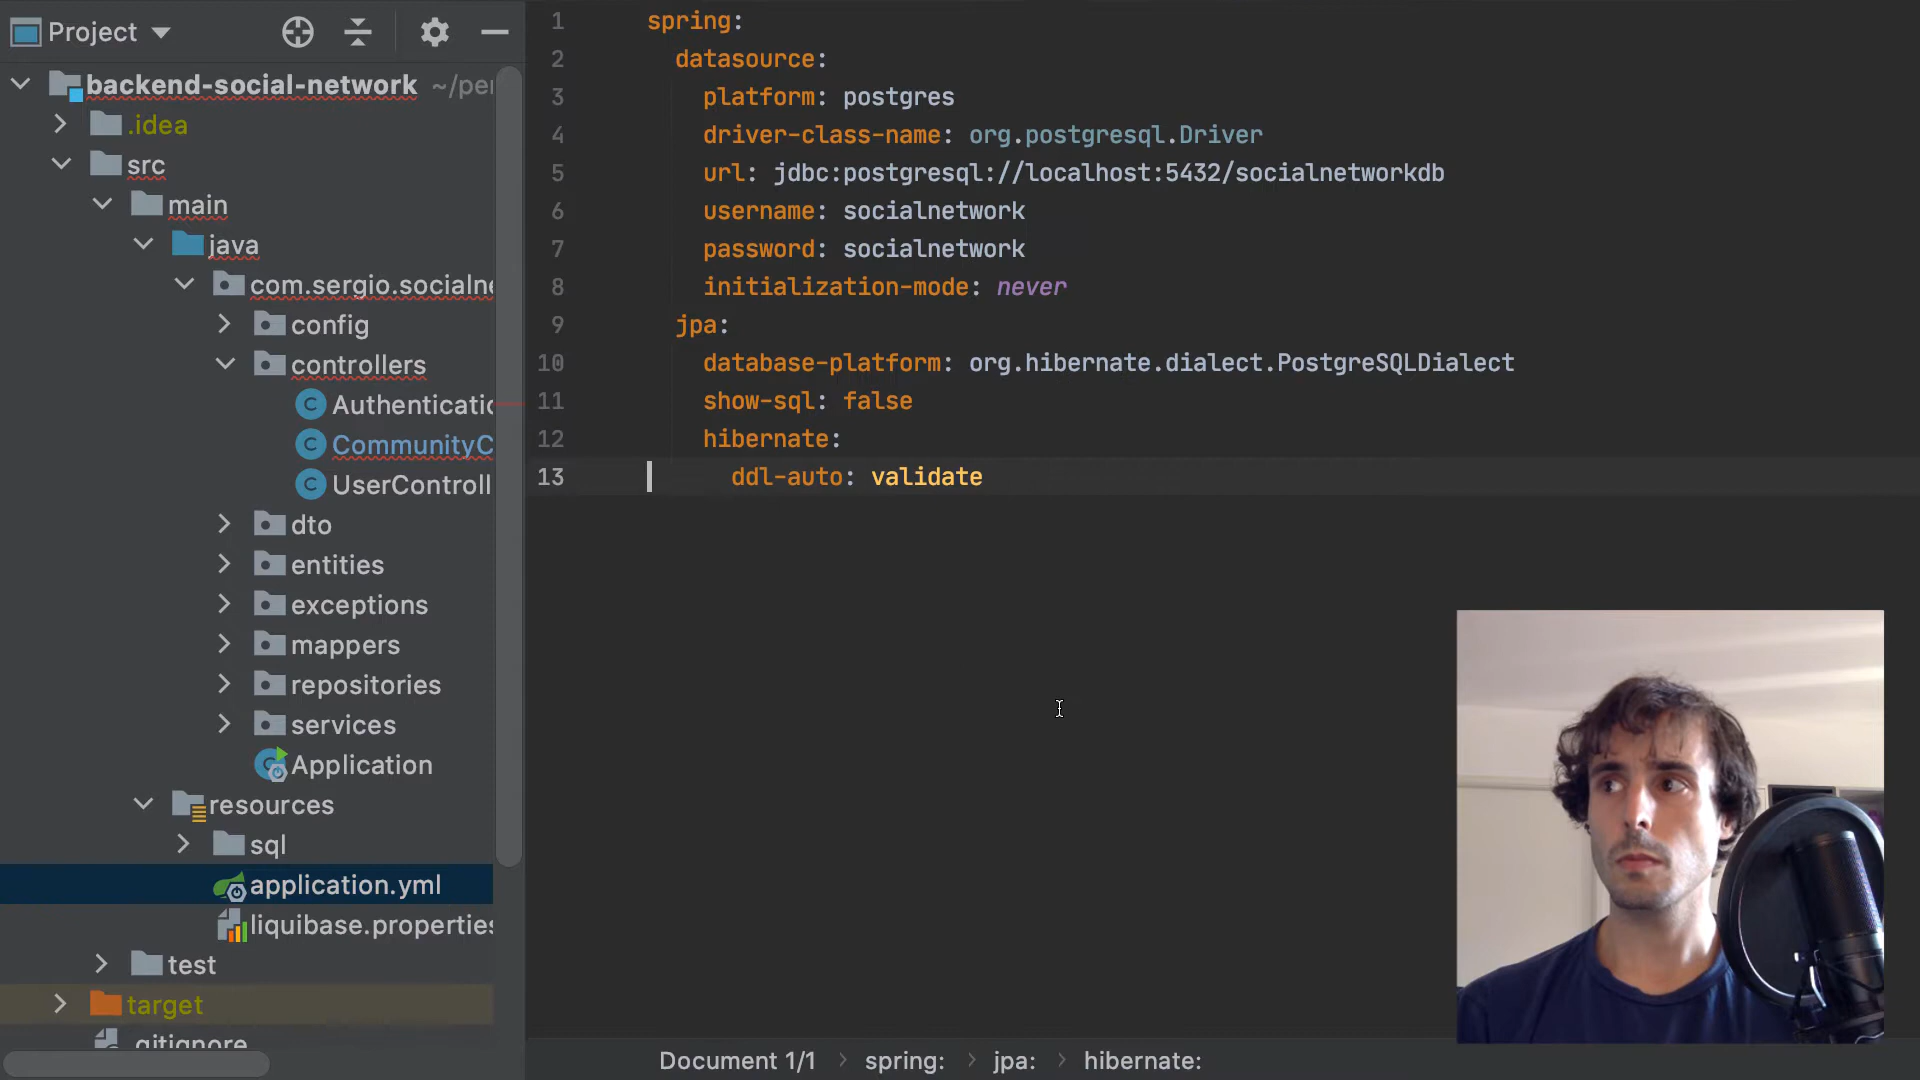 Project
backend-social-network ~/pe
.idea
src
main
java
com.sergio.socialne
config
controllers
Authenticatio
CommunityC
UserControll
dto
entities
exceptions
mappers
repositories
services
Application
resources
sql
application.yml
liquibase.properties
test
target
.gitignore
1 spring:
2 datasource:
3 platform: postgres
4 driver-class-name: org.postgresql.Driver
5 url: jdbc:postgresql://localhost:5432/socialnetworkdb
6 username: socialnetwork
7 password: socialnetwork
8 initialization-mode: never
9 jpa:
10 database-platform: org.hibernate.dialect.PostgreSQLDialect
11 show-sql: false
12 hibernate:
13 ddl-auto: validate
Document 1/1 > spring: > jpa: > hibernate: